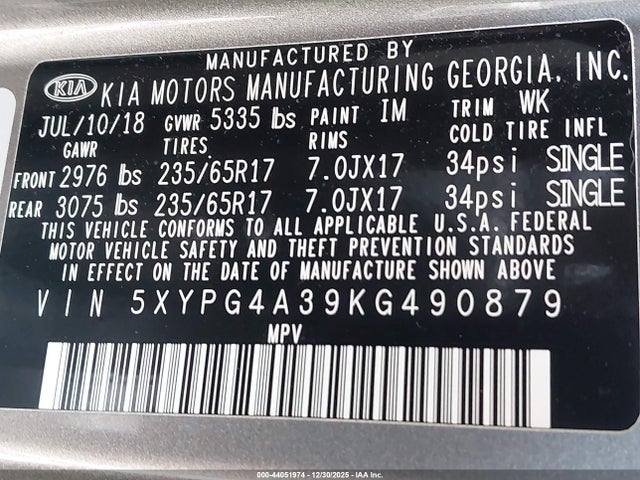 MANUFACTURED BY
KIA KIA MOTORS MANUFACTURING GEORGIA, INC.
JUL/10/18 GVWR 5335 lbs PAINT IM TRIM WK
GAWR TIRES. RIMS COLD TIRE INFL
FRONT 2976 lbs 235/65R17 7.0JX17 34psi SINGLE
REAR 3075 lbs 235/65R17 7.0JX17 34psi SINGLE
THIS VEHICLE CONFORMS TO ALL APPLICABLE U.S.A. FEDERAL
MOTOR VEHICLE SAFETY AND THEFT PREVENTION STANDARDS
IN EFFECT ON THE DATE OF MANUFACTURE SHOWN ABOVE
VIN 5XYPG4A39KG490879
MPV
000-44051974 - 12/30/2025 - IAA Inc.